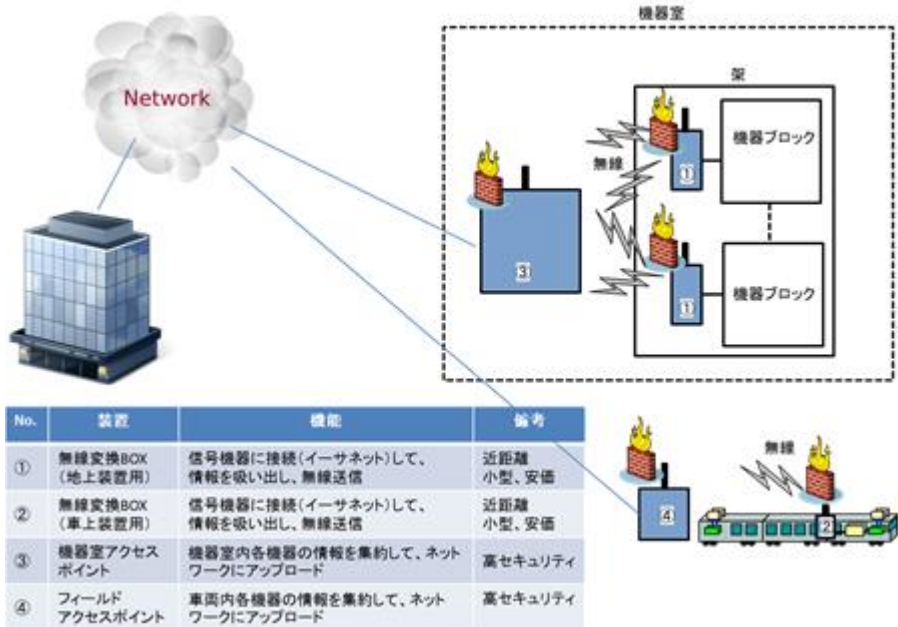 機器室
Network
架
機器ブロック
無線
①
③
①
機器ブロック
No. 装置 機能 備考
① 無線変換BOX
(地上装置用) 信号機器に接続(イーサネット)して、
情報を吸い出し、無線送信 近距離
小型、安価
② 無線変換BOX
(車上装置用) 信号機器に接続(イーサネット)して、
情報を吸い出し、無線送信 近距離
小型、安価
③ 機器室アクセス
ポイント 機器室内各機器の情報を集約して、ネット
ワークにアップロード 高セキュリティ
④ フィールド
アクセスポイント 車両内各機器の情報を集約して、ネット
ワークにアップロード 高セキュリティ
無線
④
②